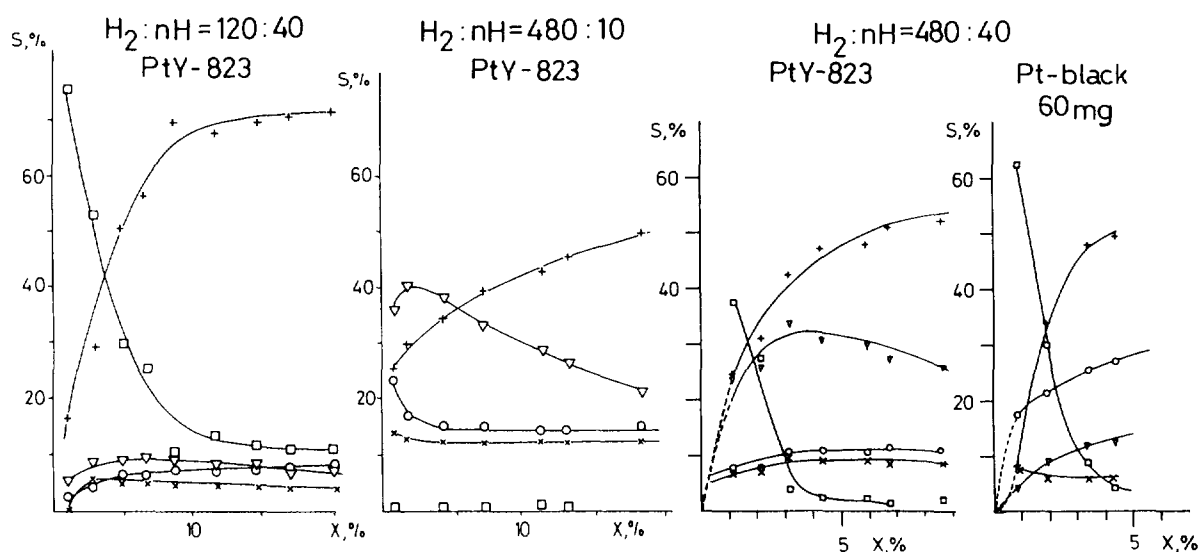 H₂:nH=120:40
PtY-823
S,%
60
40
20
10
X,%
H₂:nH=480:10
PtY-823
S,%
60
40
20
10
X,%
H₂:nH=480:40
PtY-823
S,%
60
40
20
5
X,%
Pt-black
60mg
S,%
60
40
20
5
X,%